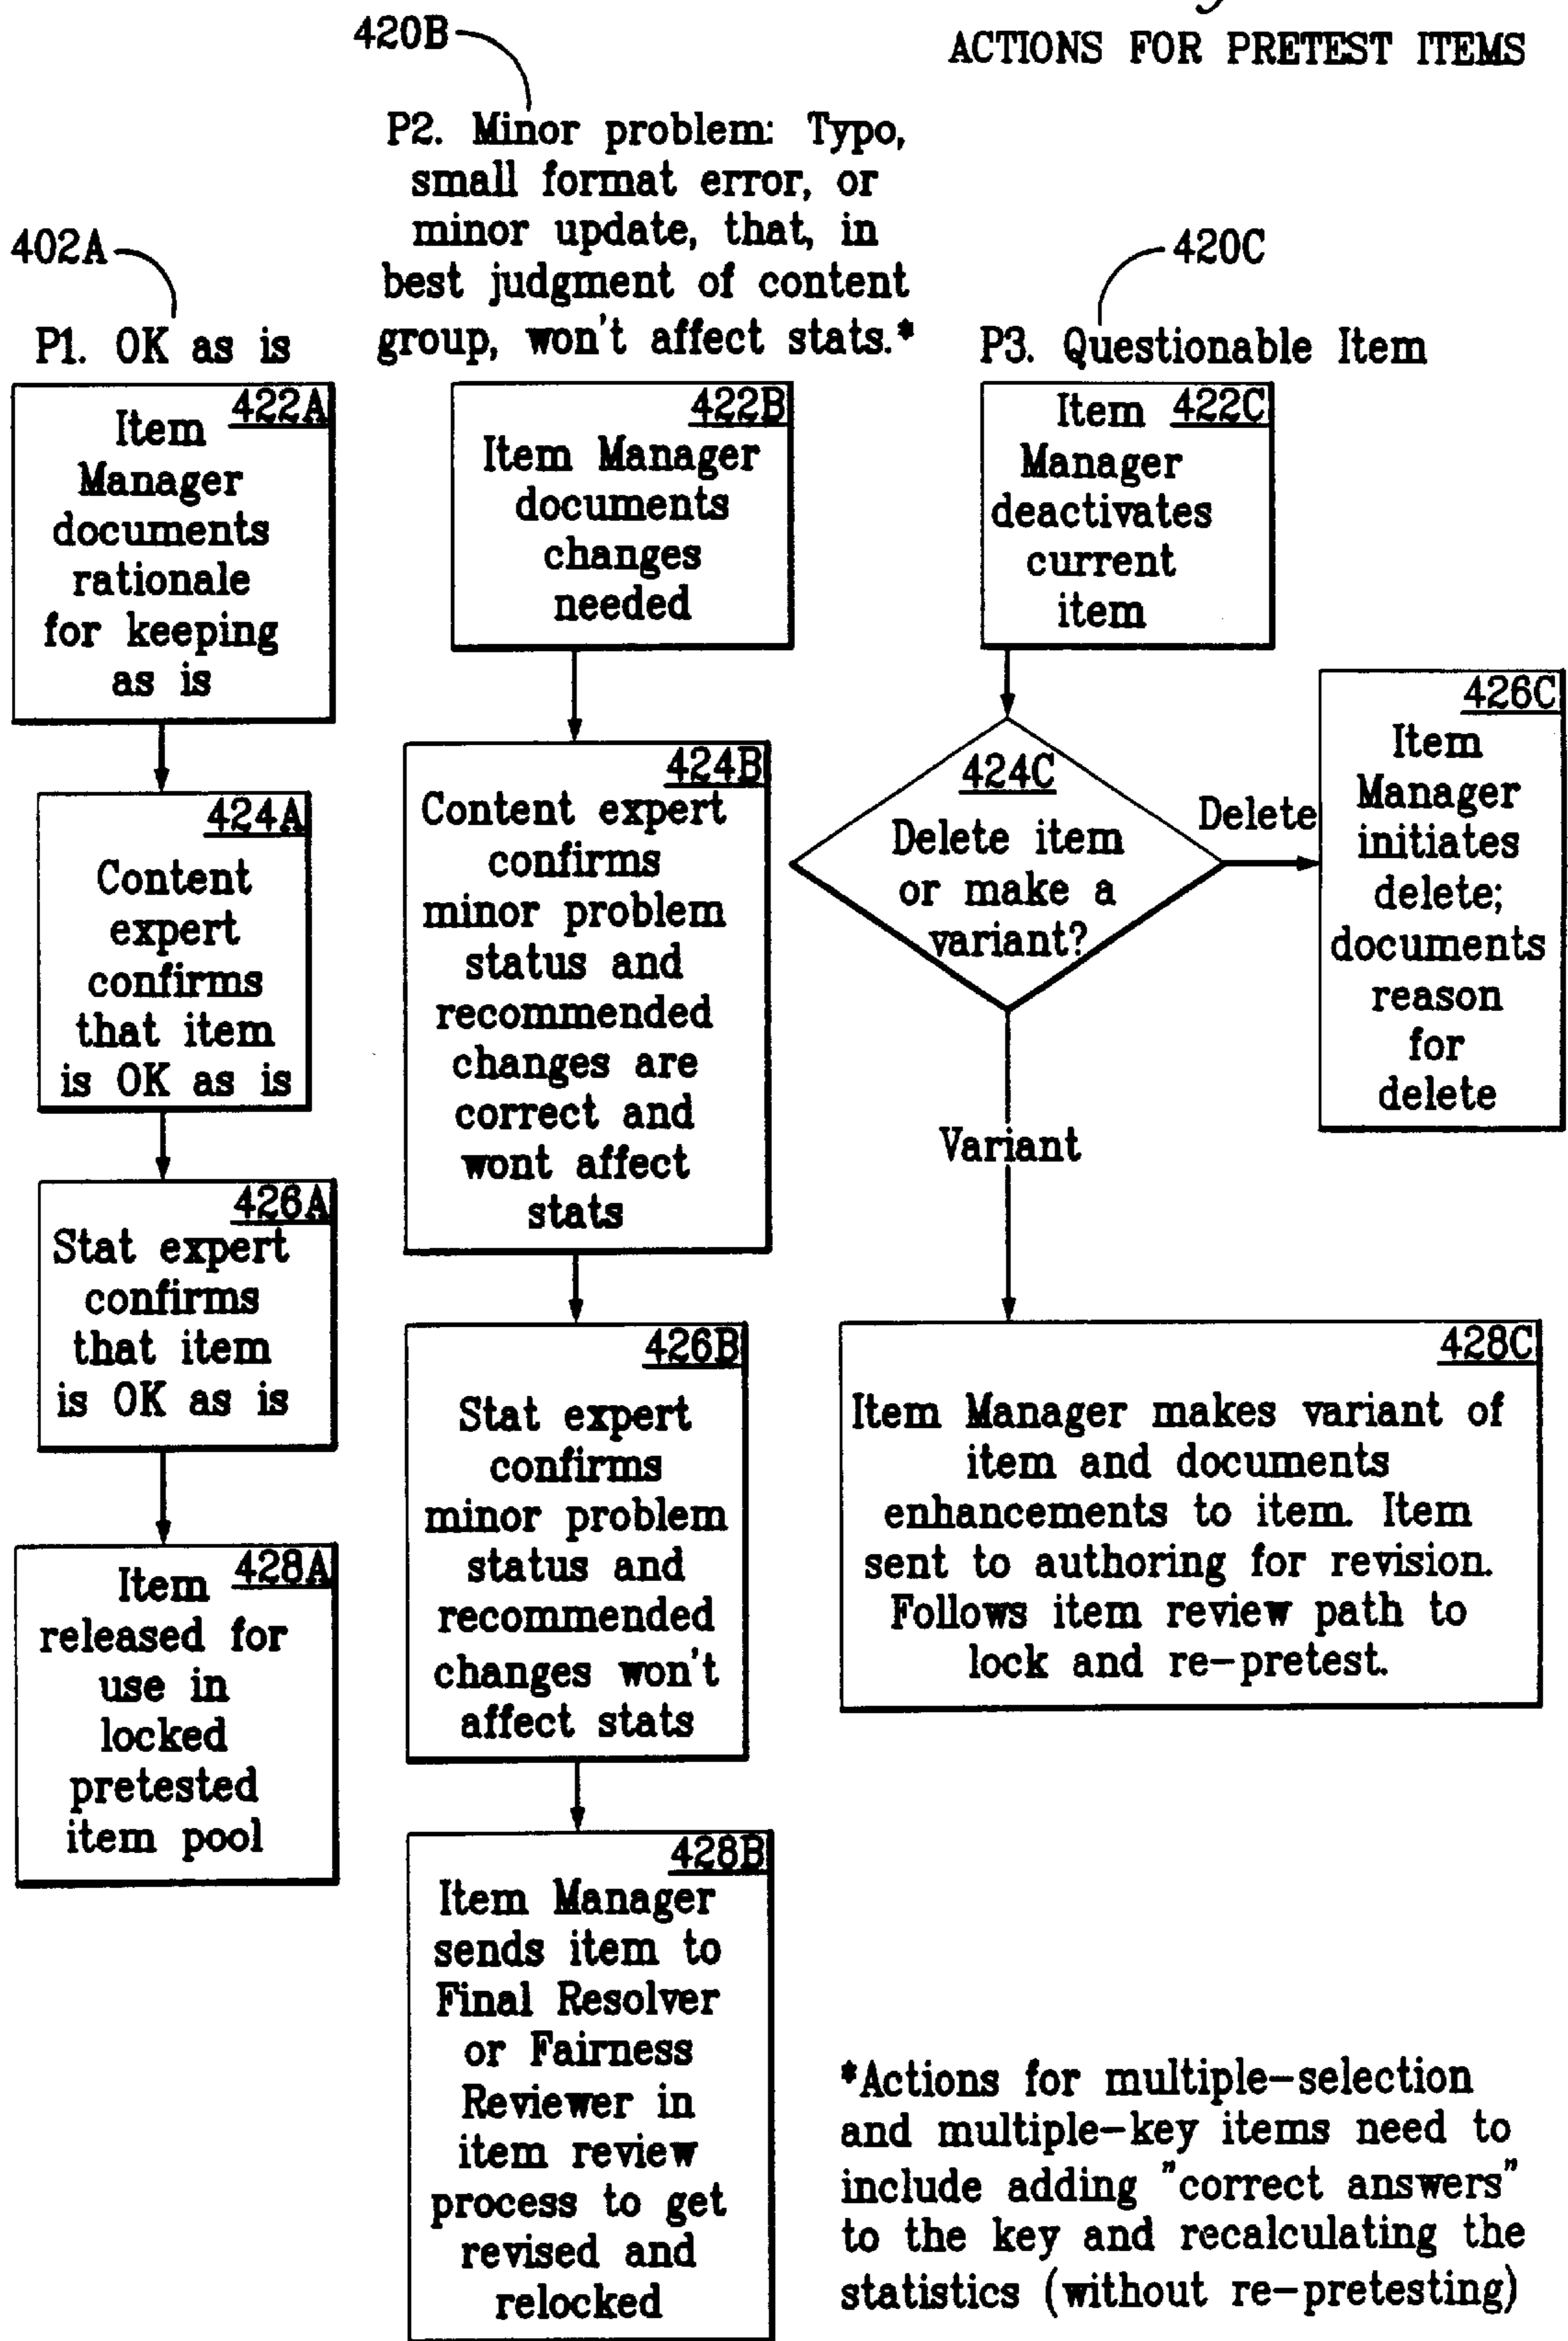 ACTIONS FOR PRETEST ITEMS
402A
P1. OK as is
422A
Item
Manager
documents
rationale
for keeping
as is
424A
Content
expert
confirms
that item
is OK as is
426A
Stat expert
confirms
that item
is OK as is
428A
Item
released for
use in
locked
pretested
item pool
420B
P2. Minor problem: Typo,
small format error, or
minor update, that, in
best judgment of content
group, won't affect stats.*
422B
Item Manager
documents
changes
needed
424B
Content expert
confirms
minor problem
status and
recommended
changes are
correct and
wont affect
stats
426B
Stat expert
confirms
minor problem
status and
recommended
changes won't
affect stats
428B
Item Manager
sends item to
Final Resolver
or Fairness
Reviewer in
item review
process to get
revised and
relocked
420C
P3. Questionable Item
Item 422C
Manager
deactivates
current
item
424C
Delete item
or make a
variant?
Delete
426C
Item
Manager
initiates
delete;
documents
reason
for
delete
Variant
428C
Item Manager makes variant of
item and documents
enhancements to item. Item
sent to authoring for revision.
Follows item review path to
lock and re-pretest.
*Actions for multiple-selection
and multiple-key items need to
include adding "correct answers"
to the key and recalculating the
statistics (without re-pretesting)